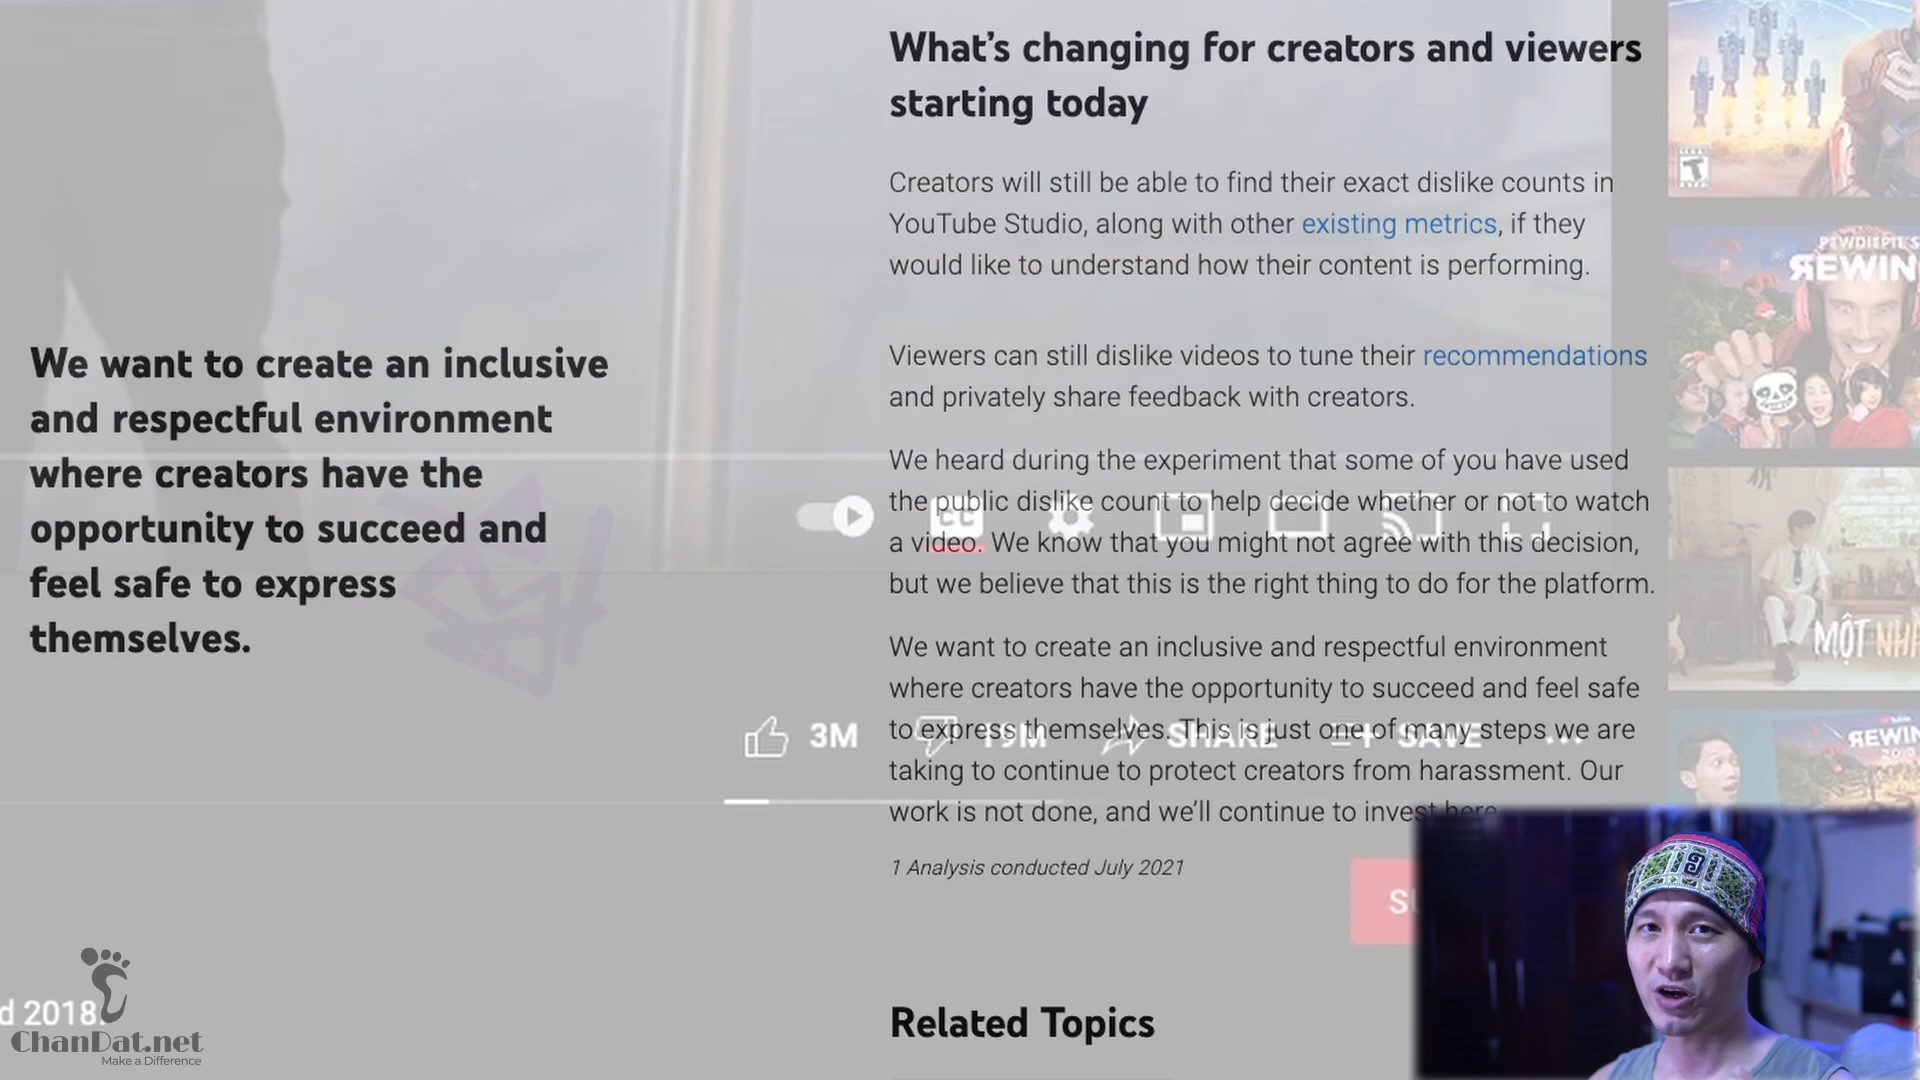 What’s changing for creators and viewers
starting today
Creators will still be able to find their exact dislike counts in
YouTube Studio, along with other existing metrics, if they
would like to understand how their content is performing.
Viewers can still dislike videos to tune their recommendations
and privately share feedback with creators.
We heard during the experiment that some of you have used
the public dislike count to help decide whether or not to watch
a video. We know that you might not agree with this decision,
but we believe that this is the right thing to do for the platform.
We want to create an inclusive and respectful environment
where creators have the opportunity to succeed and feel safe
to express themselves. This is just one of many steps we are
taking to continue to protect creators from harassment. Our
work is not done, and we’ll continue to invest here.
1 Analysis conducted July 2021
Related Topics
We want to create an inclusive
and respectful environment
where creators have the
opportunity to succeed and
feel safe to express
themselves.
CC
3M
19M
SHARE
SAVE
d 2018.
ChanDat.net
Make a Difference
T
PEWDIEPIE'S
REWIN
MỘT NHÀ
REWIN